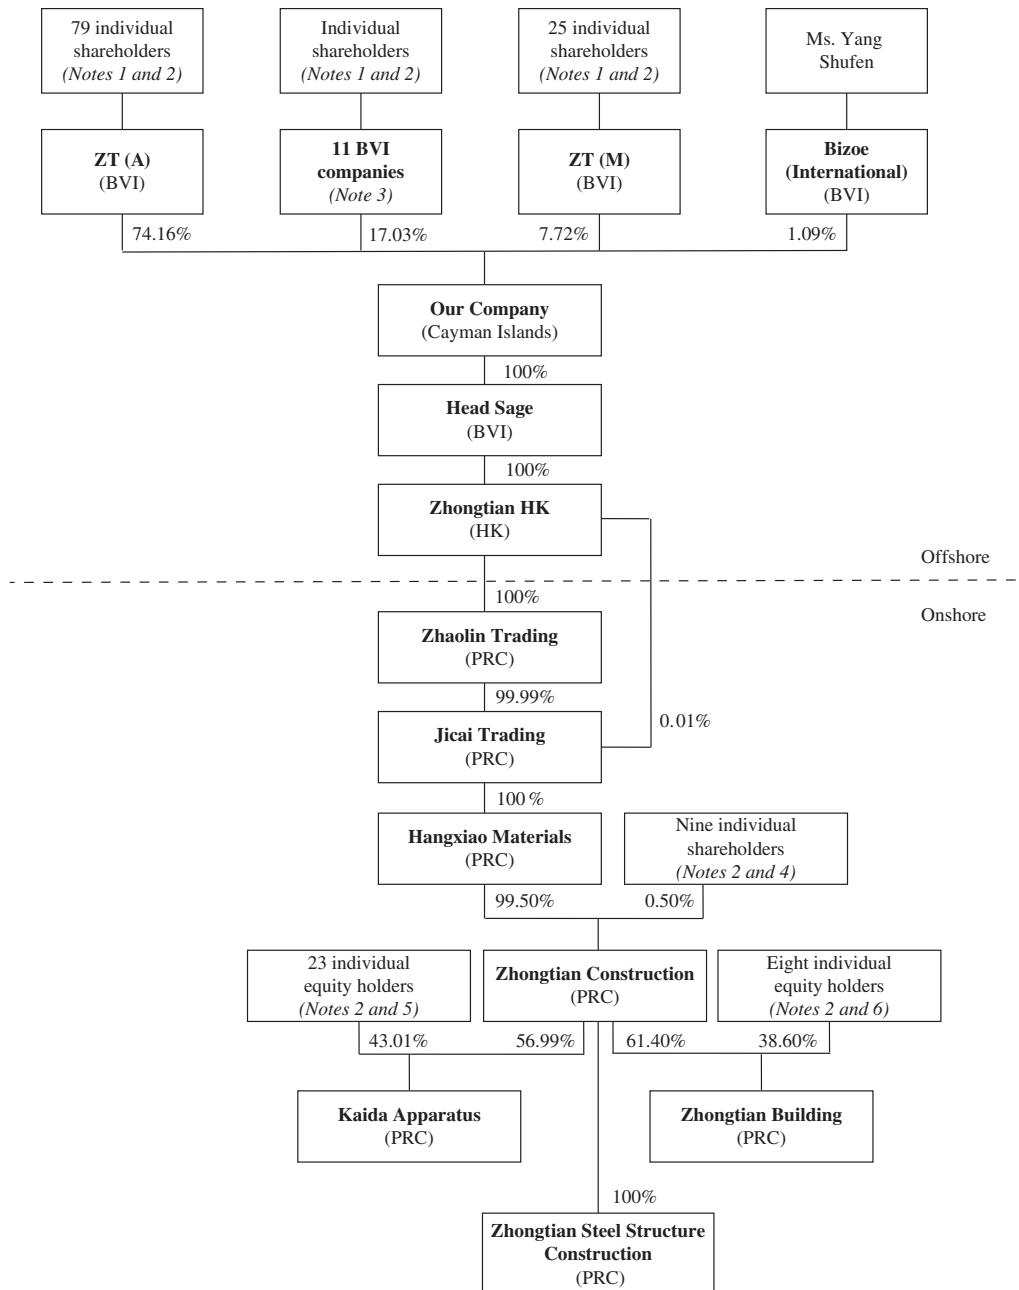 79 individual
shareholders
(Notes 1 and 2)
Individual
shareholders
(Notes 1 and 2)
25 individual
shareholders
(Notes 1 and 2)
Ms. Yang
Shufen
ZT (A)
(BVI)
11 BVI
companies
(Note 3)
ZT (M)
(BVI)
Bizoe
(International)
(BVI)
74.16%
17.03%
7.72%
1.09%
Our Company
(Cayman Islands)
100%
Head Sage
(BVI)
100%
Zhongtian HK
(HK)
Offshore
100%
Onshore
Zhaolin Trading
(PRC)
99.99%
0.01%
Jicai Trading
(PRC)
100%
Hangxiao Materials
(PRC)
Nine individual
shareholders
(Notes 2 and 4)
99.50%
0.50%
23 individual
equity holders
(Notes 2 and 5)
Zhongtian Construction
(PRC)
Eight individual
equity holders
(Notes 2 and 6)
43.01%
56.99%
61.40%
38.60%
Kaida Apparatus
(PRC)
Zhongtian Building
(PRC)
100%
Zhongtian Steel Structure
Construction
(PRC)